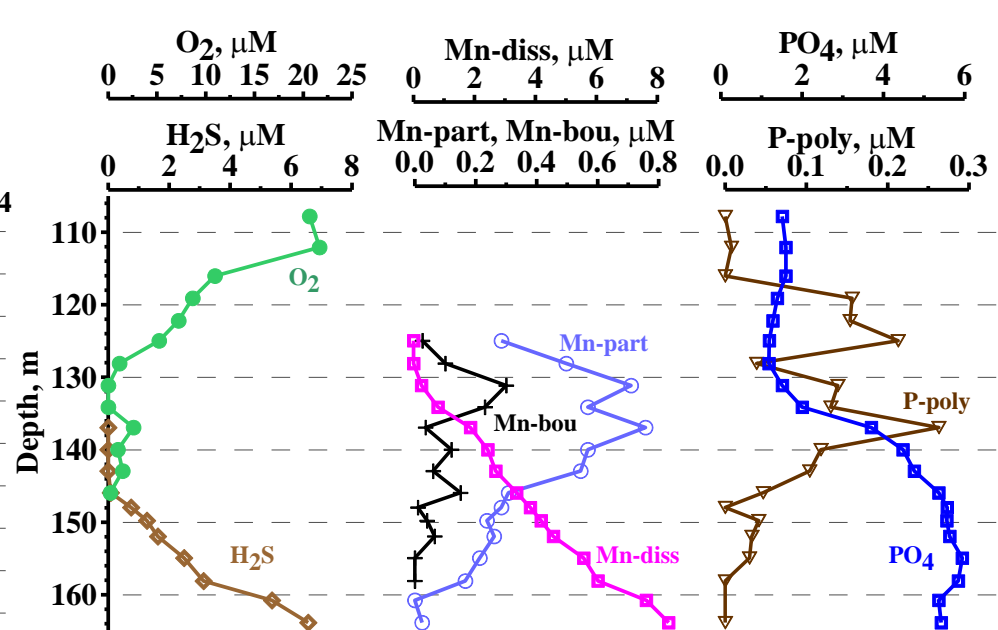 O2, μM
Mn-diss, μM
PO4, μM
0 5 10 15 20 25
0 2 4 6 8
0 2 4 6
H2S, μM
Mn-part, Mn-bou, μM
P-poly, μM
0 2 4 6 8
0.0 0.2 0.4 0.6 0.8
0.0 0.1 0.2 0.3
4
110
O2
120
Mn-part
130
P-poly
Mn-bou
Depth, m
140
150
H2S
Mn-diss
PO4
160